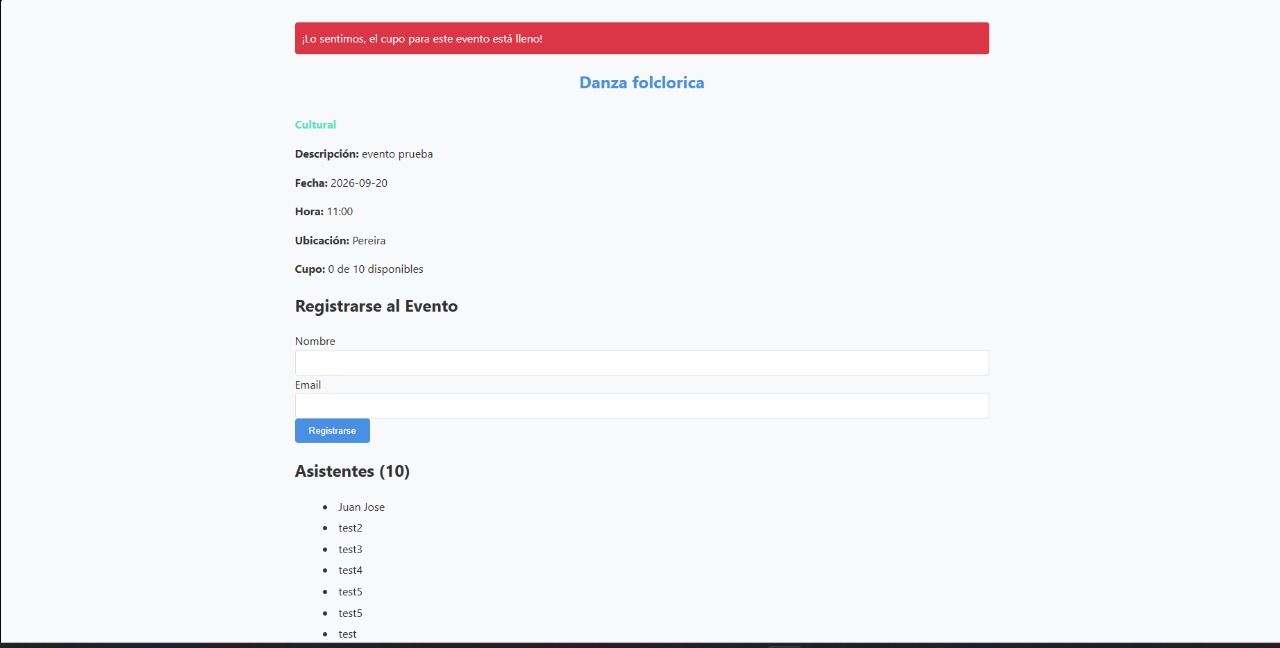 ¡Lo sentimos, el cupo para este evento está lleno!
Danza folclorica
Cultural
Descripción: evento prueba
Fecha: 2026-09-20
Hora: 11:00
Ubicación: Pereira
Cupo: 0 de 10 disponibles
Registrarse al Evento
Nombre
Email
Registrarse
Asistentes (10)
Juan Jose
test2
test3
test4
test5
test5
test